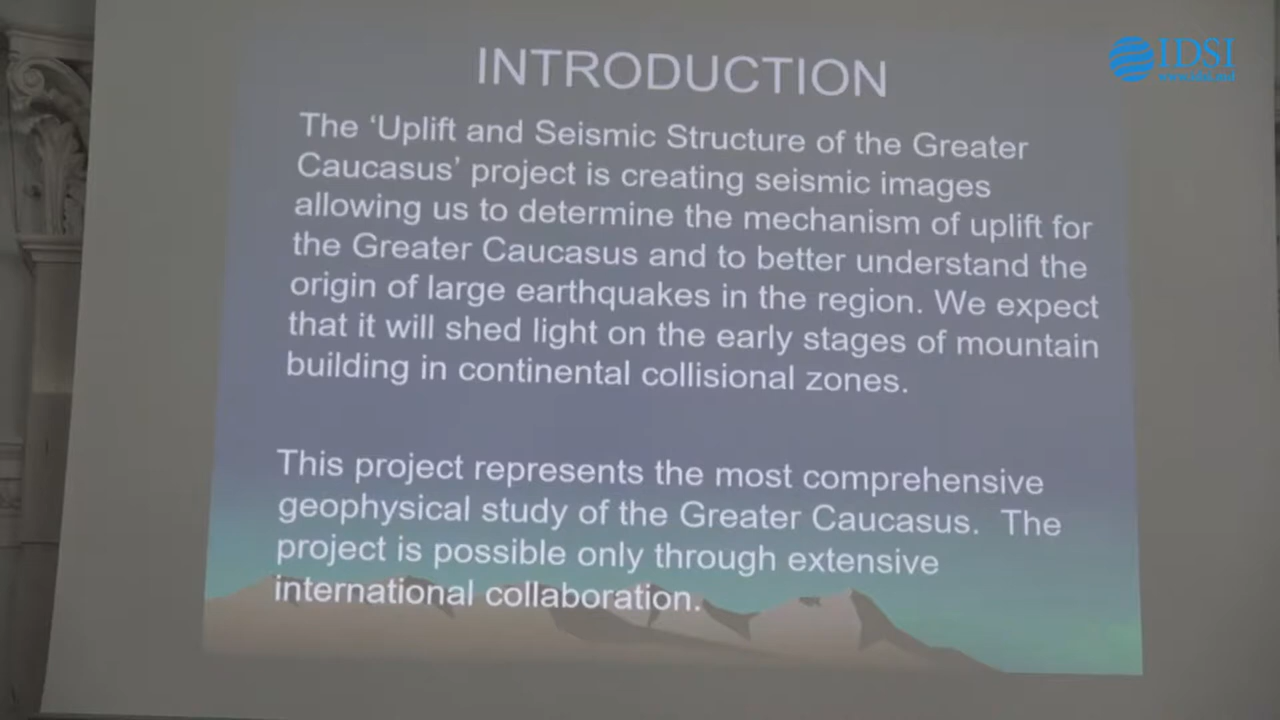 IDSI
www.idsi.md
INTRODUCTION
The ‘Uplift and Seismic Structure of the Greater
Caucasus’ project is creating seismic images
allowing us to determine the mechanism of uplift for
the Greater Caucasus and to better understand the
origin of large earthquakes in the region. We expect
that it will shed light on the early stages of mountain
building in continental collisional zones.
This project represents the most comprehensive
geophysical study of the Greater Caucasus.  The
project is possible only through extensive
international collaboration.